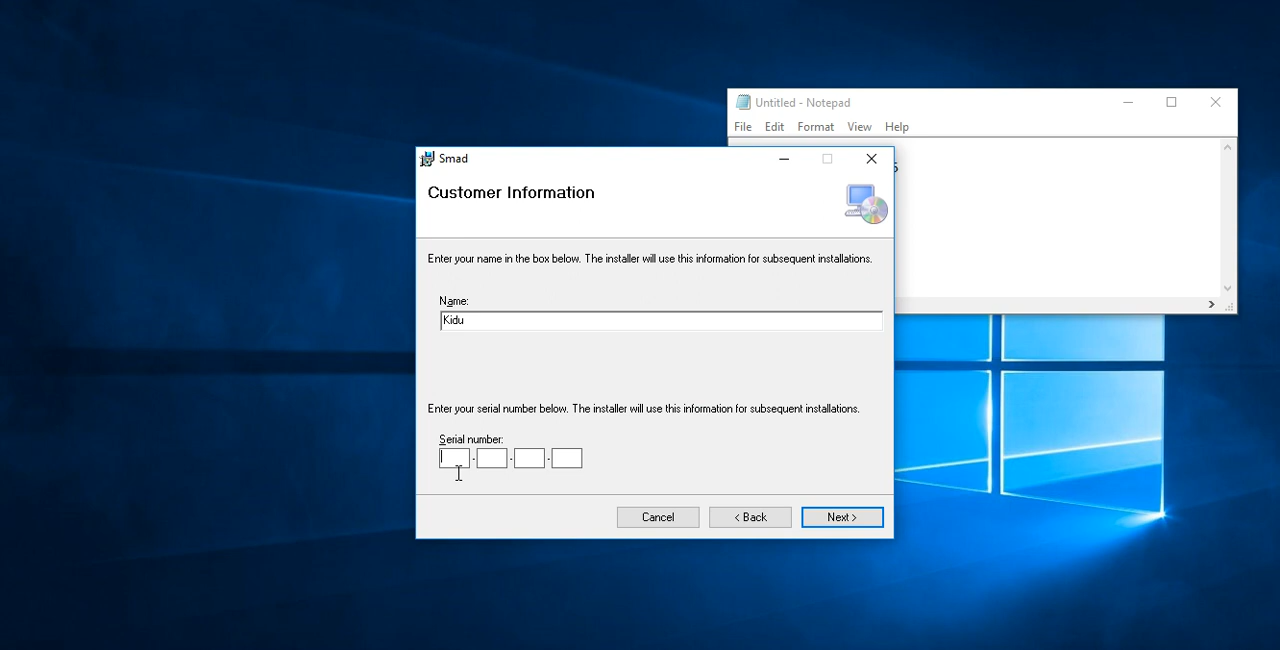 Untitled - Notepad
File Edit Format View Help
Smad
Customer Information
Enter your name in the box below. The installer will use this information for subsequent installations.
Name:
Kidu
Enter your serial number below. The installer will use this information for subsequent installations.
Serial number:
- - -
Cancel < Back Next >